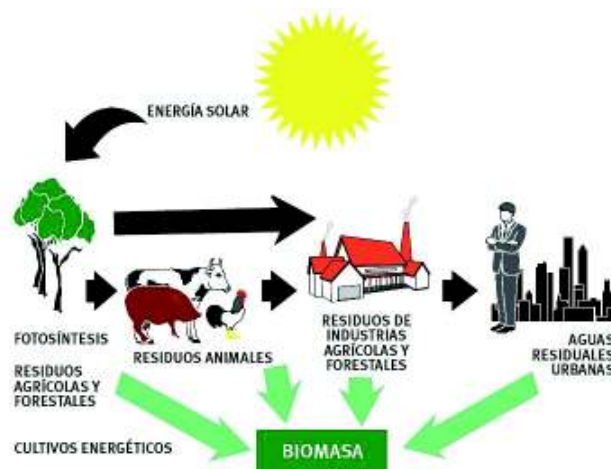 ENERGÍA SOLAR
FOTOSÍNTESIS
RESIDUOS
AGRÍCOLAS Y
FORESTALES
CULTIVOS ENERGÉTICOS
RESIDUOS ANIMALES
RESIDUOS DE
INDUSTRIAS
AGRÍCOLAS Y
FORESTALES
AGUAS
RESIDUALES
URBANAS
BIOMASA